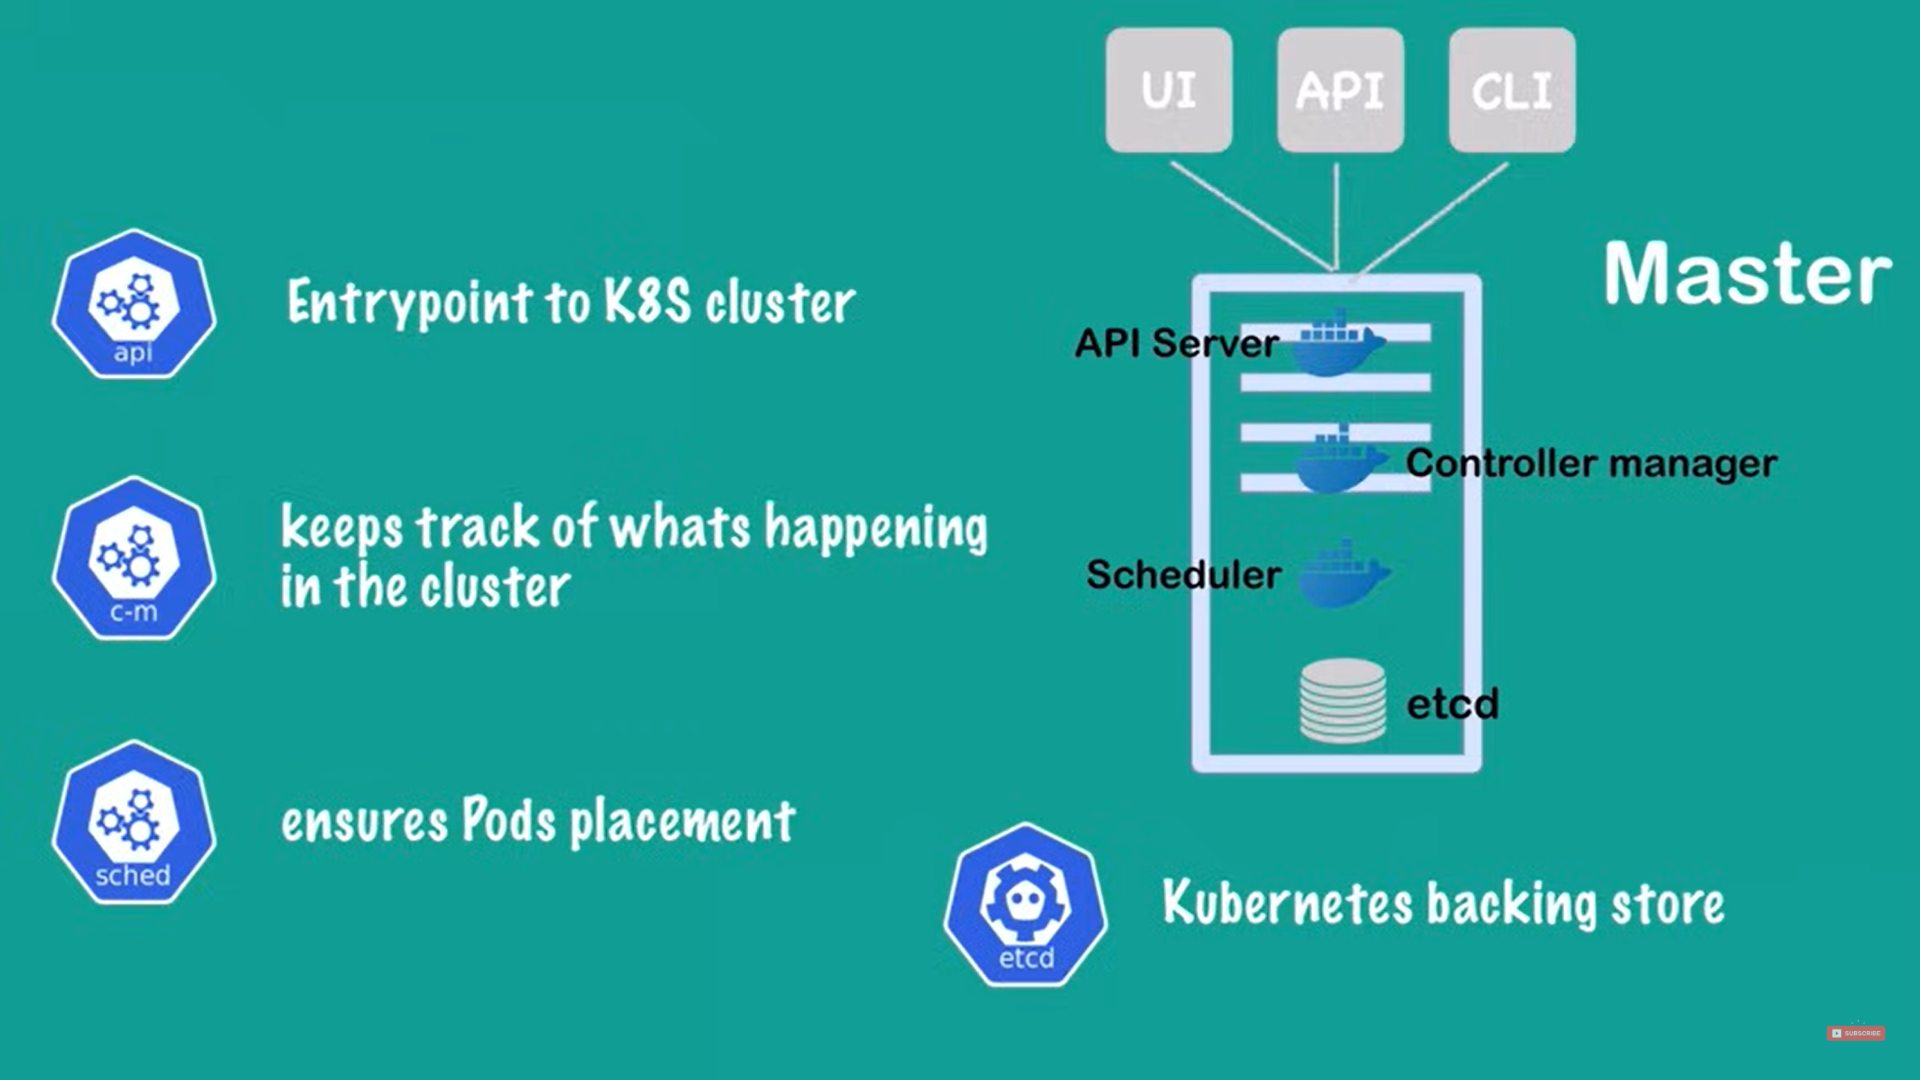 UI
API
CLI
Master
api
Entrypoint to K8S cluster
API Server
c-m
keeps track of whats happening
in the cluster
Controller manager
Scheduler
etcd
sched
ensures Pods placement
etcd
Kubernetes backing store
SUBSCRIBE